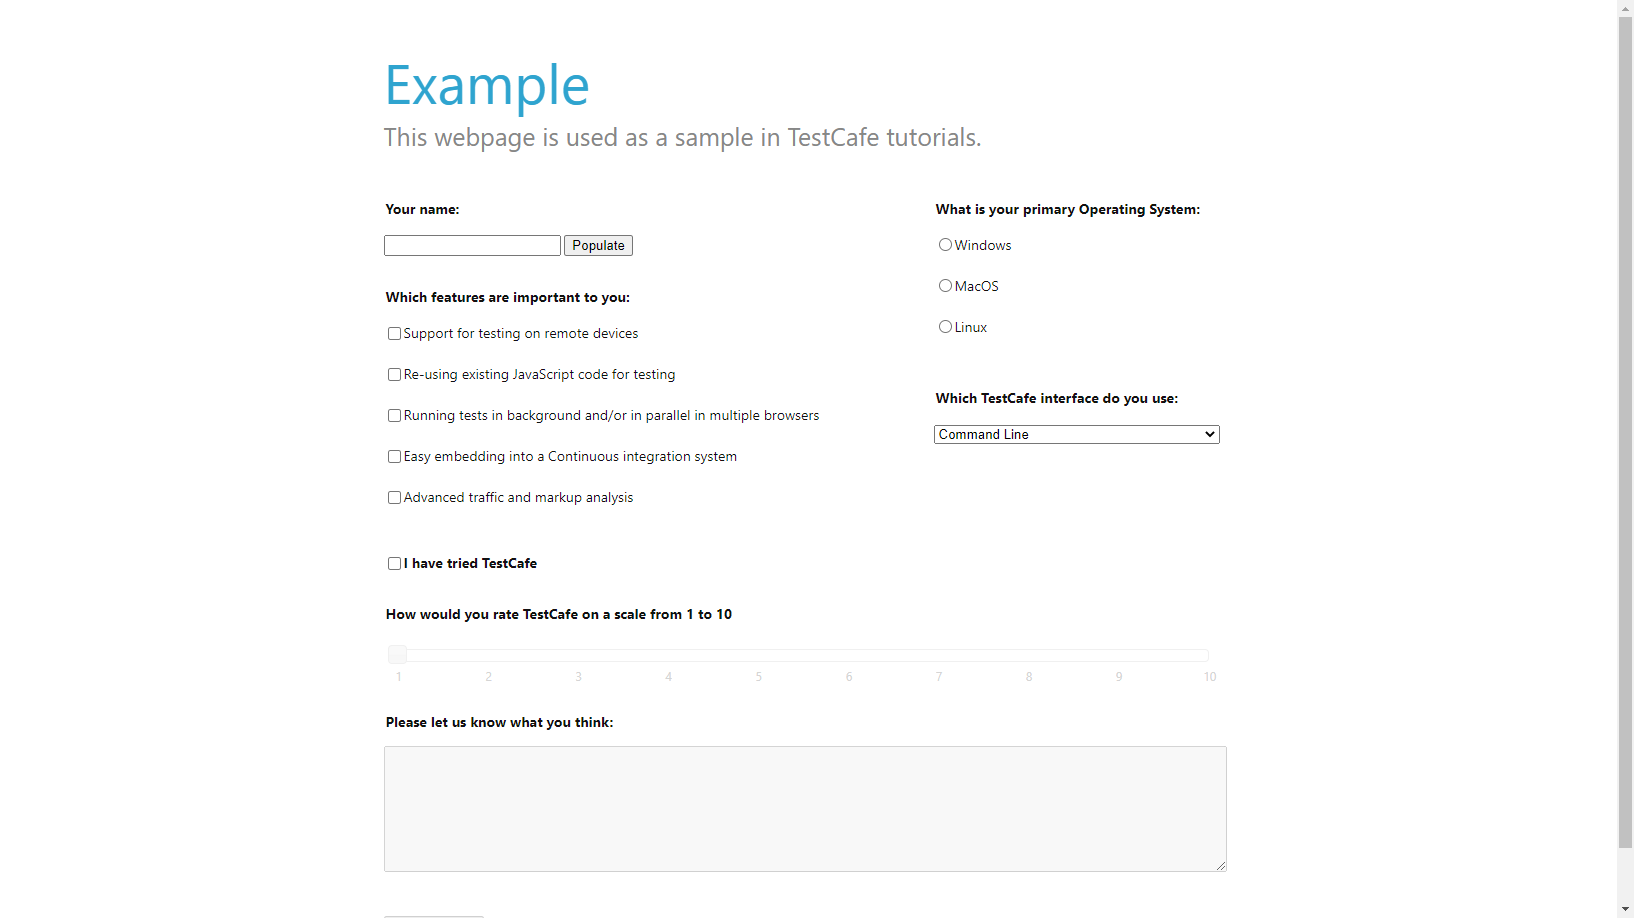 Example
This webpage is used as a sample in TestCafe tutorials.
Your name:
Populate
Which features are important to you:
Support for testing on remote devices
Re-using existing JavaScript code for testing
Running tests in background and/or in parallel in multiple browsers
Easy embedding into a Continuous integration system
Advanced traffic and markup analysis
What is your primary Operating System:
Windows
MacOS
Linux
Which TestCafe interface do you use:
Command Line
I have tried TestCafe
How would you rate TestCafe on a scale from 1 to 10
1 2 3 4 5 6 7 8 9 10
Please let us know what you think: